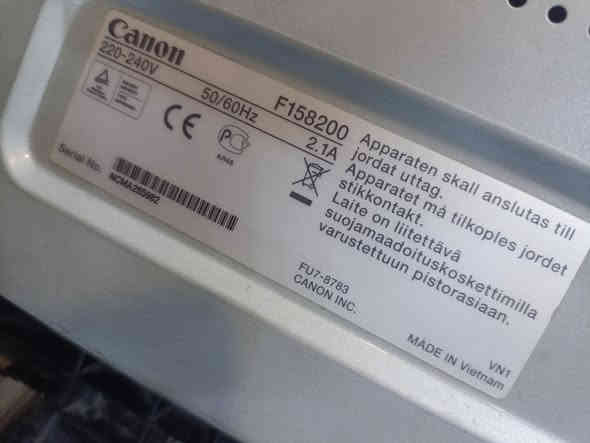 Canon
220-240V
50/60Hz
F158200
2.1A
Serial No.
Apparaten skall anslutas till
jordat uttag.
Apparatet må tilkoples jordet
stikkontakt.
Laite on liitettävä
suojamaadoituskoskettimilla
varustettuun pistorasiaan.
FU7-8783
CANON INC.
VN1
MADE IN Vietnam